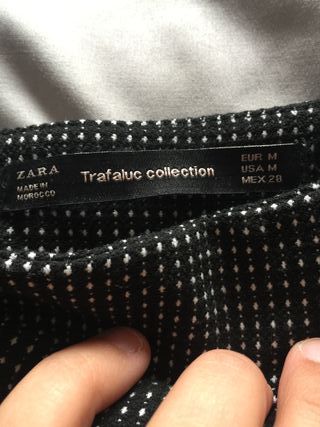 ZARA
MADE IN
MOROCCO
Trafaluc collection
EUR M
USA M
MEX 28